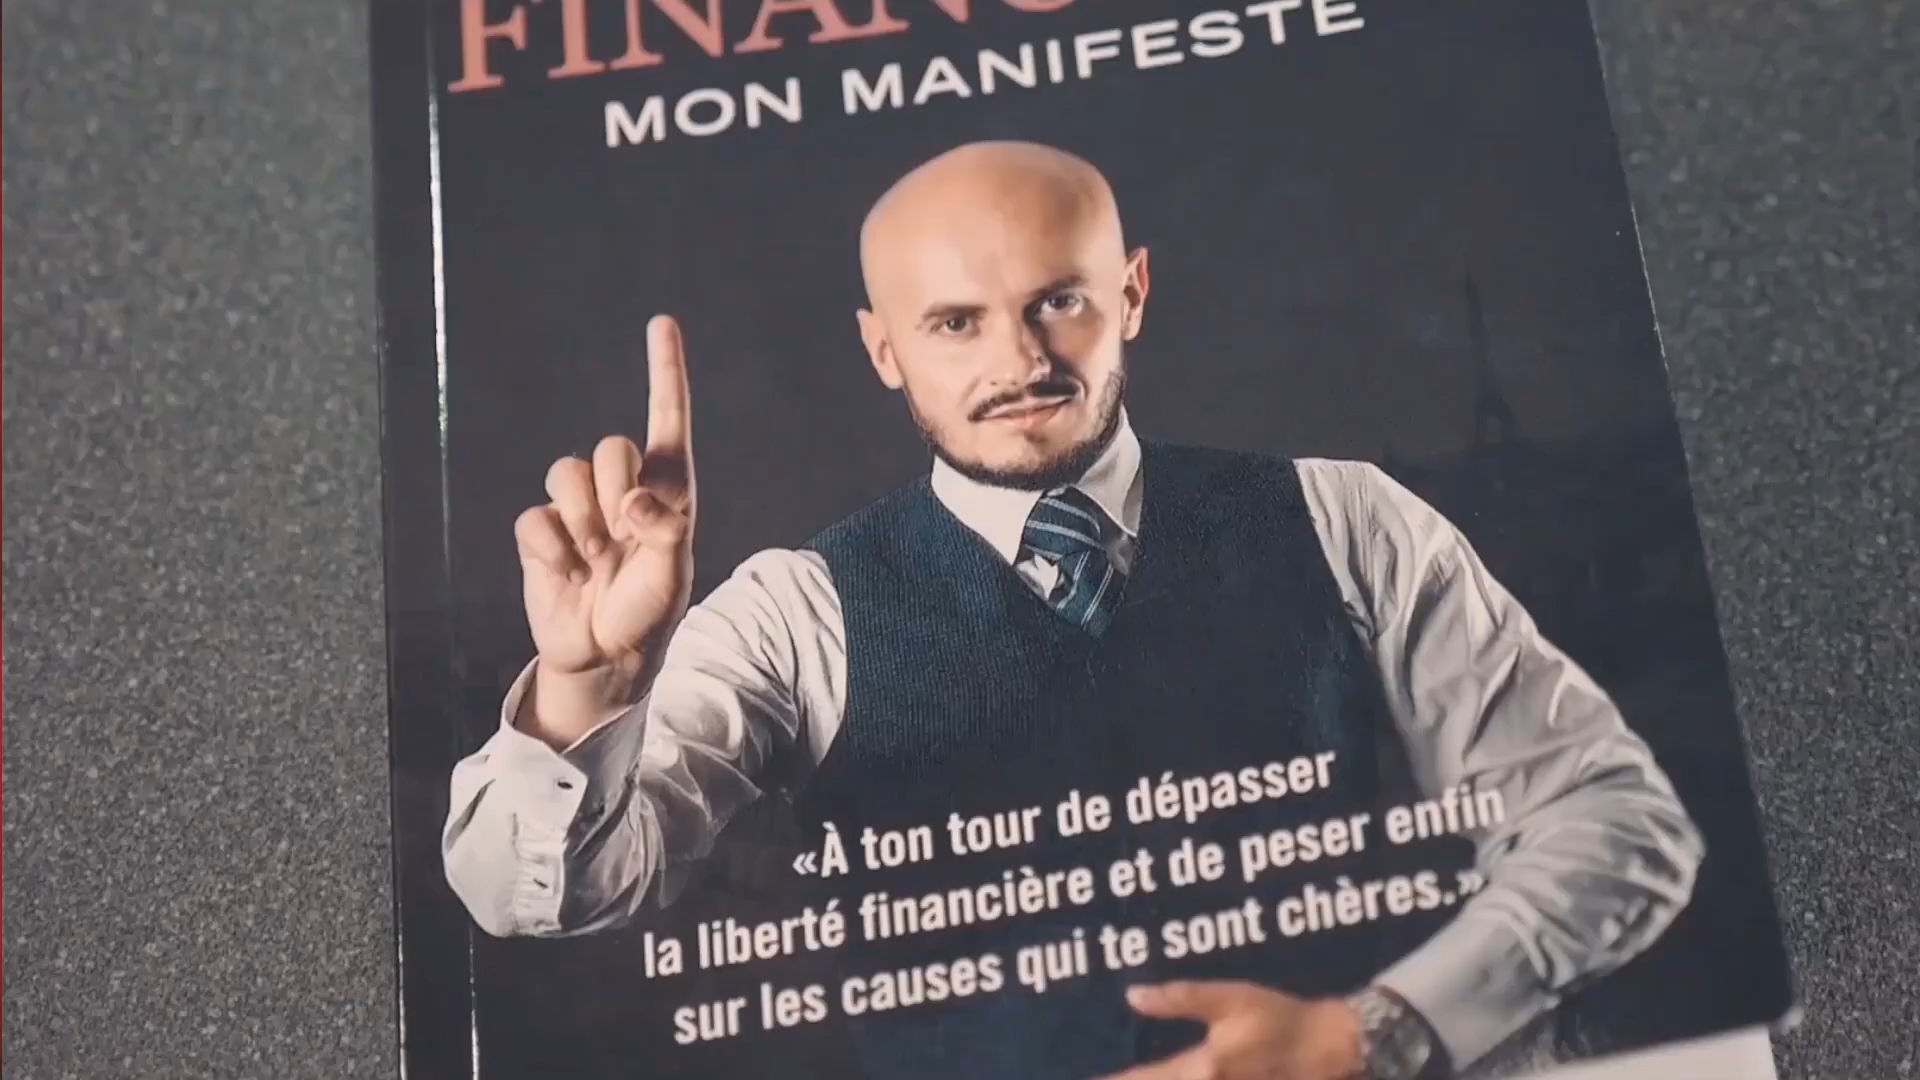 MON MANIFESTE
«À ton tour de dépasser
la liberté financière et de peser enfin
sur les causes qui te sont chères.»